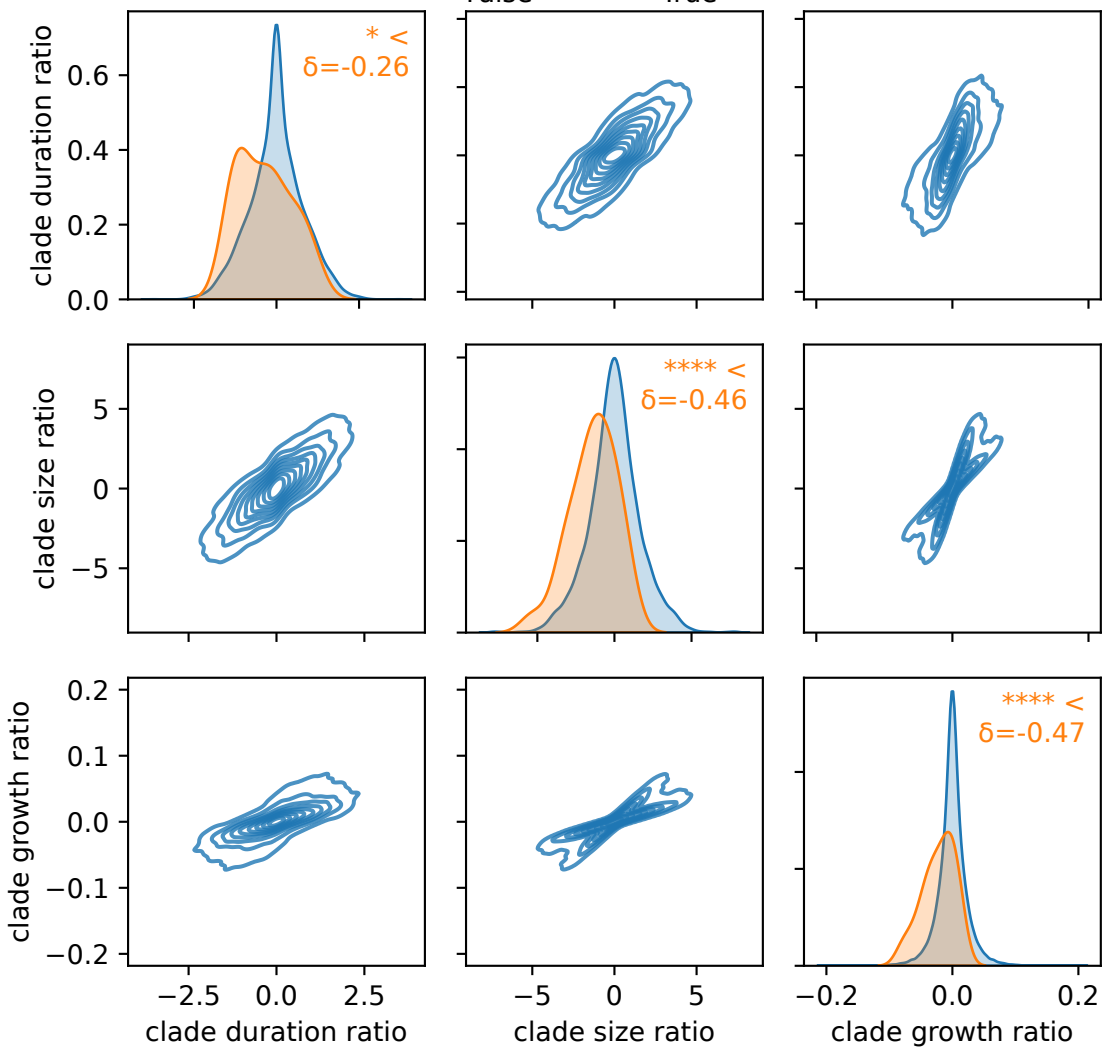 clade duration ratio
0.6
0.4
0.2
0.0
* <
δ=-0.26
clade size ratio
5
0
−5
**** <
δ=-0.46
clade growth ratio
0.2
0.1
0.0
−0.1
−0.2
**** <
δ=-0.47
−2.5 0.0 2.5
−5 0 5
−0.2 0.0 0.2
clade duration ratio
clade size ratio
clade growth ratio